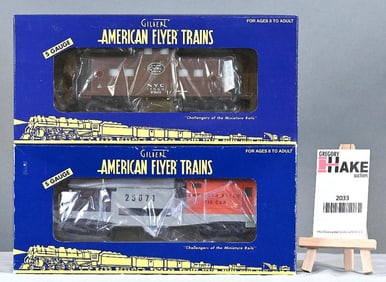 Gilbert
FOR AGES 8 TO ADULT
AMERICAN FLYER TRAINS
S GAUGE
"Challengers of the Miniature Rails"
Gilbert
FOR AGES 8 TO ADULT
AMERICAN FLYER TRAINS
S GAUGE
25071
"Challengers of the Miniature Rails"
GREGORY
HAKE
auctions
2033